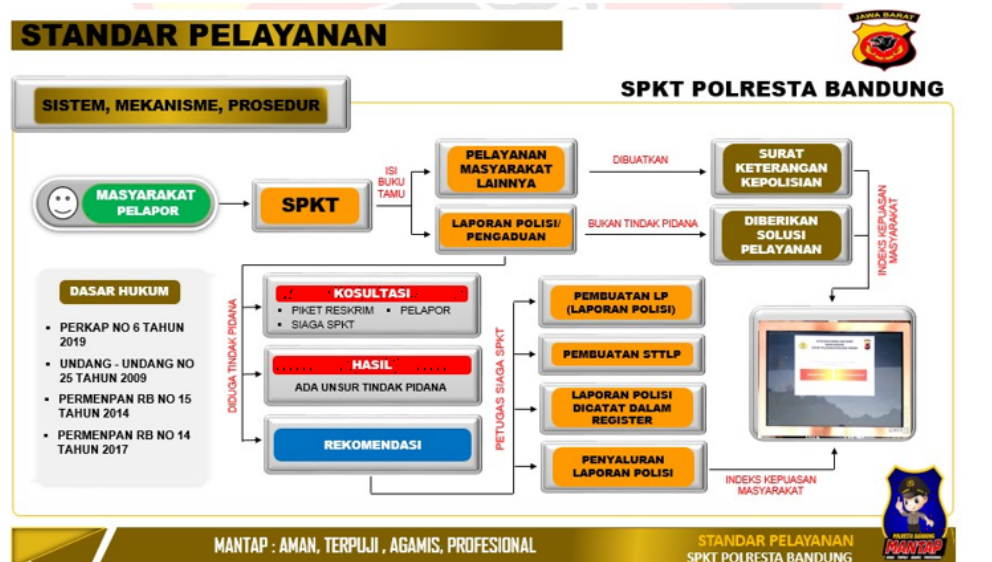 JAWA BARAT
STANDAR PELAYANAN
SPKT POLRESTA BANDUNG
SISTEM, MEKANISME, PROSEDUR
MASYARAKAT
PELAPOR
SPKT
ISI
BUKU
TAMU
PELAYANAN
MASYARAKAT
LAINNYA
DIBUATKAN
SURAT
KETERANGAN
KEPOLISIAN
LAPORAN POLISI/
PENGADUAN
BUKAN TINDAK PIDANA
DIBERIKAN
SOLUSI
PELAYANAN
INDEKS KEPUASAN
MASYARAKAT
DASAR HUKUM
▪ PERKAP NO 6 TAHUN
2019
▪ UNDANG - UNDANG NO
25 TAHUN 2009
▪ PERMENPAN RB NO 15
TAHUN 2014
▪ PERMENPAN RB NO 14
TAHUN 2017
DIDUGA TINDAK PIDANA
KOSULTASI
▪ PIKET RESKRIM ▪ PELAPOR
▪ SIAGA SPKT
HASIL
ADA UNSUR TINDAK PIDANA
REKOMENDASI
PETUGAS SIAGA SPKT
PEMBUATAN LP
(LAPORAN POLISI)
PEMBUATAN STTLP
LAPORAN POLISI
DICATAT DALAM
REGISTER
PENYALURAN
LAPORAN POLISI
INDEKS KEPUASAN
MASYARAKAT
MANTAP : AMAN, TERPUJI , AGAMIS, PROFESIONAL
STANDAR PELAYANAN
SPKT POLRESTA BANDUNG
POLRESTA BANDUNG
MANTAP